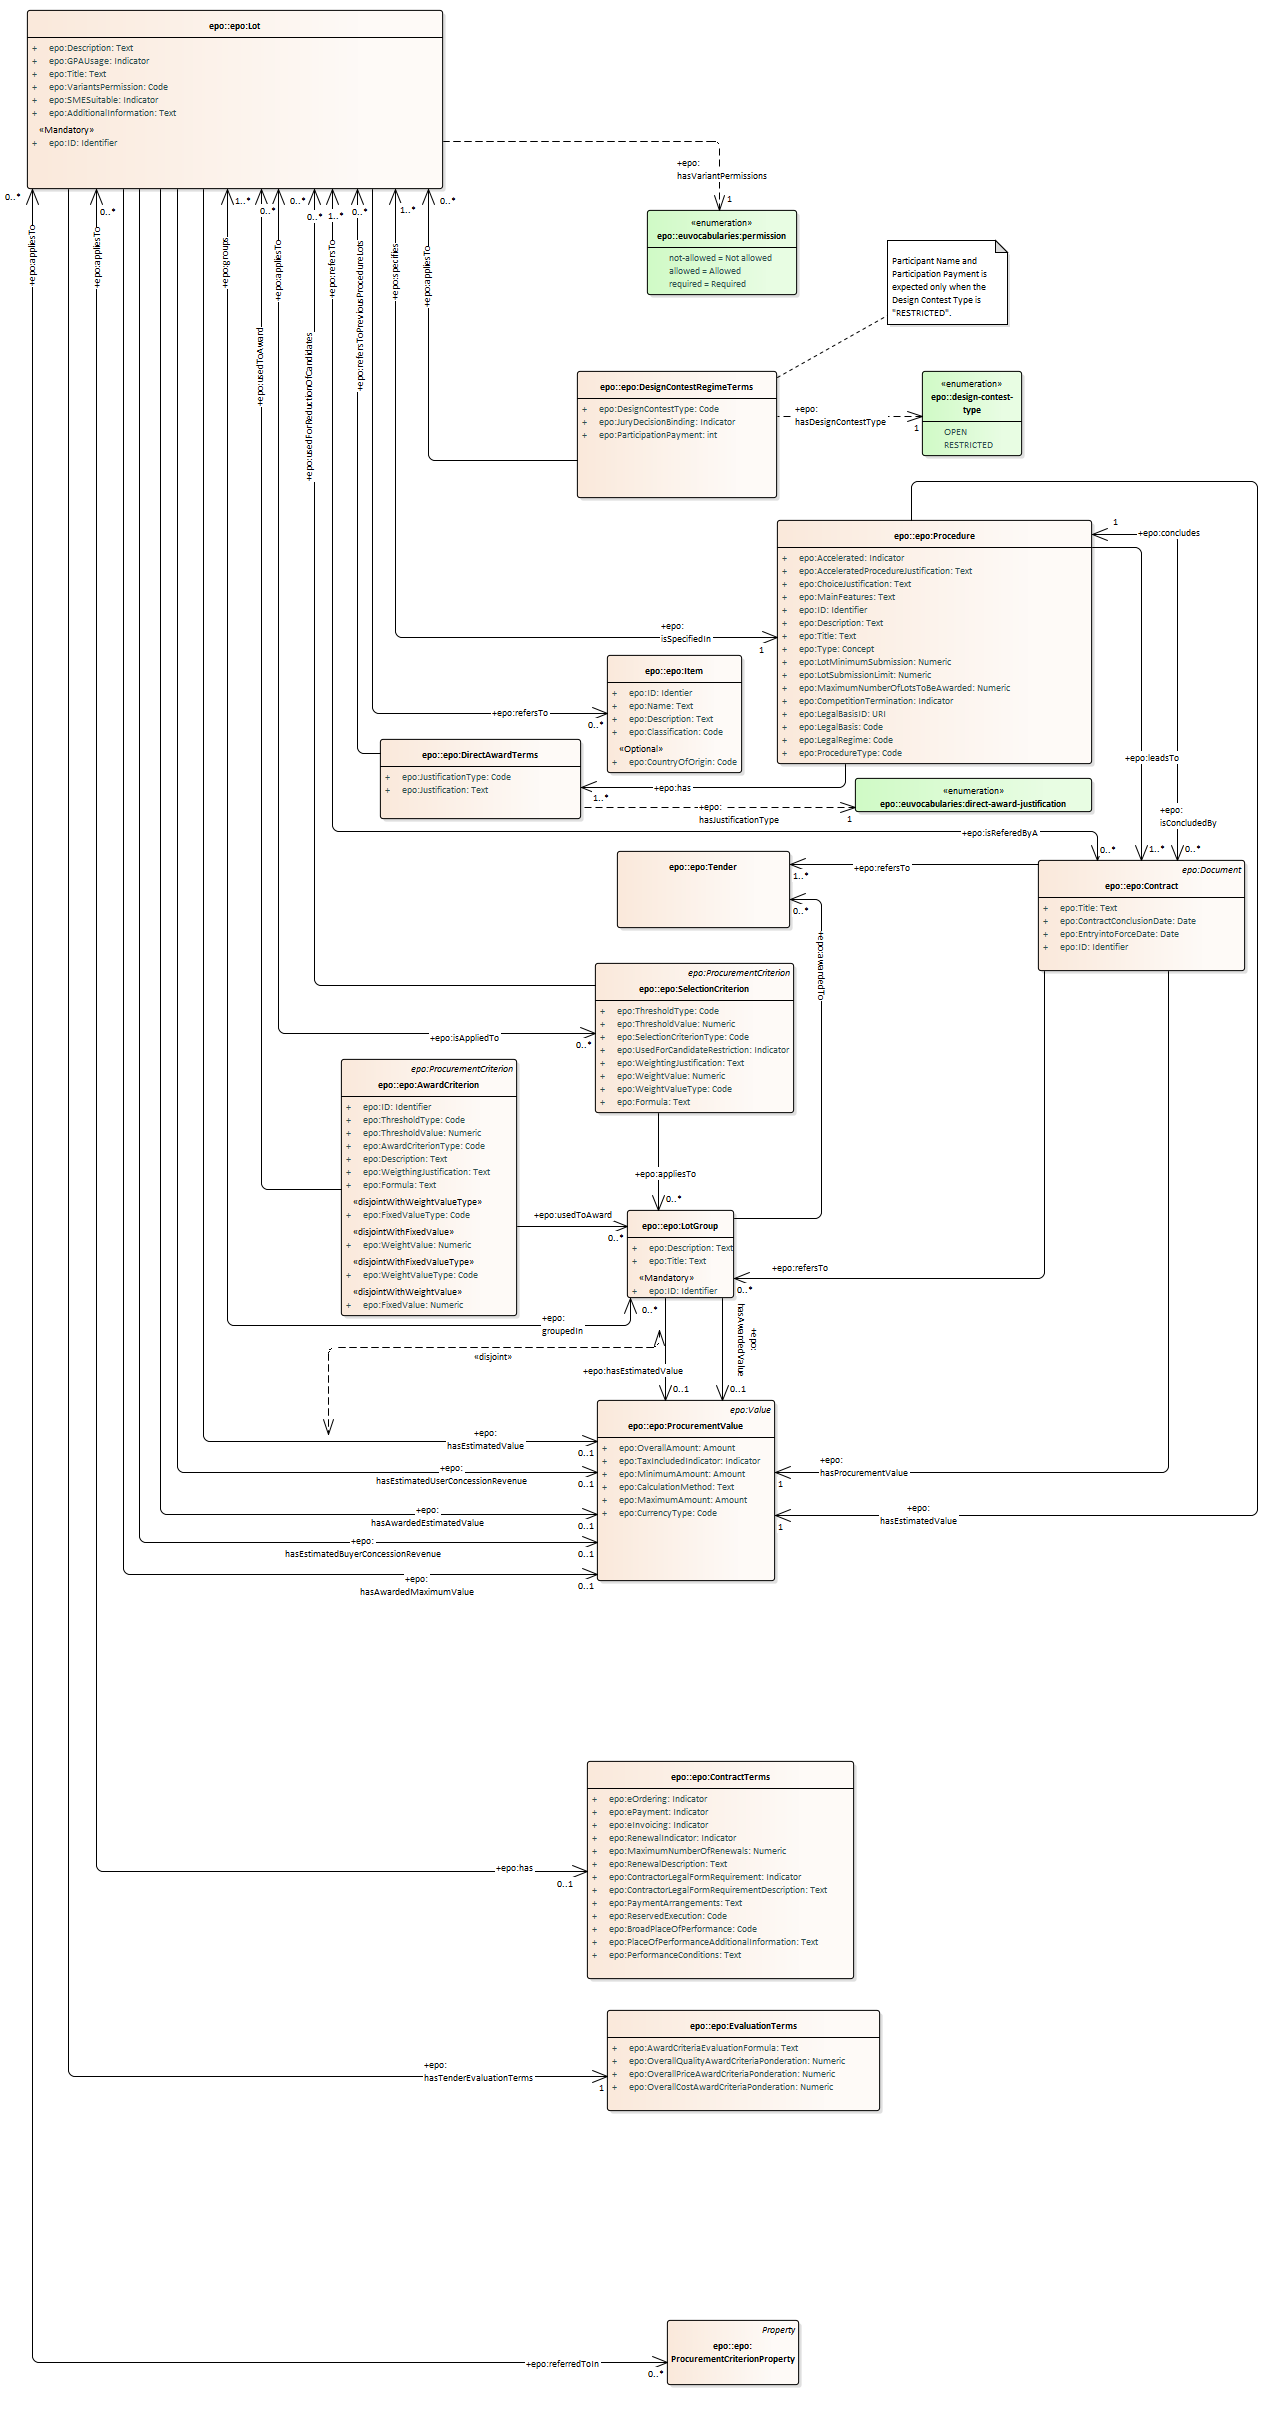 epo::epo:Lot
+ epo:Description: Text
+ epo:GPAUsage: Indicator
+ epo:Title: Text
+ epo:VariantsPermission: Code
+ epo:SMESuitable: Indicator
+ epo:AdditionalInformation: Text
«Mandatory»
+ epo:ID: Identifier
+epo:
hasVariantPermissions
1
0..*
0..*
1..*
0..*
0..*
0..*
1..*
0..*
1..*
0..*
+epo:appliesTo
+epo:appliesTo
+epo:groups
+epo:usedToAward
+epo:appliesTo
+epo:usedForReductionOfCandidates
+epo:refersTo
+epo:refersToPreviousProcedureLots
+epo:specifies
+epo:appliesTo
«enumeration»
epo::euvocabularies:permission
not-allowed = Not allowed
allowed = Allowed
required = Required
Participant Name and
Participation Payment is
expected only when the
Design Contest Type is
"RESTRICTED".
epo::epo:DesignContestRegimeTerms
+ epo:DesignContestType: Code
+ epo:JuryDecisionBinding: Indicator
+ epo:ParticipationPayment: int
+epo:
hasDesignContestType
1
«enumeration»
epo::design-contest-
type
OPEN
RESTRICTED
epo::epo:Procedure
+ epo:Accelerated: Indicator
+ epo:AcceleratedProcedureJustification: Text
+ epo:ChoiceJustification: Text
+ epo:MainFeatures: Text
+ epo:ID: Identifier
+ epo:Description: Text
+ epo:Title: Text
+ epo:Type: Concept
+ epo:LotMinimumSubmission: Numeric
+ epo:LotSubmissionLimit: Numeric
+ epo:MaximumNumberOfLotsToBeAwarded: Numeric
+ epo:CompetitionTermination: Indicator
+ epo:LegalBasisID: URI
+ epo:LegalBasis: Code
+ epo:LegalRegime: Code
+ epo:ProcedureType: Code
1
+epo:concludes
+epo:
isSpecifiedIn
1
epo::epo:Item
+ epo:ID: Identier
+ epo:Name: Text
+ epo:Description: Text
+ epo:Classification: Code
«Optional»
+ epo:CountryOfOrigin: Code
+epo:refersTo
0..*
epo::epo:DirectAwardTerms
+ epo:JustificationType: Code
+ epo:Justification: Text
+epo:has
1..*
+epo:
hasJustificationType
1
«enumeration»
epo::euvocabularies:direct-award-justification
+epo:leadsTo
+epo:
isConcludedBy
+epo:isReferedByA
0..*
1..*
0..*
epo::epo:Tender
+epo:refersTo
1..*
0..*
+epo:awardedTo
epo:Document
epo::epo:Contract
+ epo:Title: Text
+ epo:ContractConclusionDate: Date
+ epo:EntryintoForceDate: Date
+ epo:ID: Identifier
epo:ProcurementCriterion
epo::epo:SelectionCriterion
+ epo:ThresholdType: Code
+ epo:ThresholdValue: Numeric
+ epo:SelectionCriterionType: Code
+ epo:UsedForCandidateRestriction: Indicator
+ epo:WeightingJustification: Text
+ epo:WeightValue: Numeric
+ epo:WeightValueType: Code
+ epo:Formula: Text
+epo:isAppliedTo
0..*
epo:ProcurementCriterion
epo::epo:AwardCriterion
+ epo:ID: Identifier
+ epo:ThresholdType: Code
+ epo:ThresholdValue: Numeric
+ epo:AwardCriterionType: Code
+ epo:Description: Text
+ epo:WeigthingJustification: Text
+ epo:Formula: Text
«disjointWithWeightValueType»
+ epo:FixedValueType: Code
«disjointWithFixedValue»
+ epo:WeightValue: Numeric
«disjointWithFixedValueType»
+ epo:WeightValueType: Code
«disjointWithWeightValue»
+ epo:FixedValue: Numeric
+epo:appliesTo
0..*
+epo:usedToAward
0..*
epo::epo:LotGroup
+ epo:Description: Text
+ epo:Title: Text
«Mandatory»
+ epo:ID: Identifier
+epo:refersTo
0..*
+epo:
groupedIn
0..*
«disjoint»
+epo:hasEstimatedValue
0..1
+epo:
hasAwardedValue
0..1
epo:Value
epo::epo:ProcurementValue
+ epo:OverallAmount: Amount
+ epo:TaxIncludedIndicator: Indicator
+ epo:MinimumAmount: Amount
+ epo:CalculationMethod: Text
+ epo:MaximumAmount: Amount
+ epo:CurrencyType: Code
+epo:
hasEstimatedValue
0..1
+epo:
hasEstimatedUserConcessionRevenue
0..1
+epo:
hasAwardedEstimatedValue
0..1
+epo:
hasEstimatedBuyerConcessionRevenue
0..1
+epo:
hasAwardedMaximumValue
0..1
+epo:
hasProcurementValue
1
+epo:
hasEstimatedValue
1
epo::epo:ContractTerms
+ epo:eOrdering: Indicator
+ epo:ePayment: Indicator
+ epo:eInvoicing: Indicator
+ epo:RenewalIndicator: Indicator
+ epo:MaximumNumberOfRenewals: Numeric
+ epo:RenewalDescription: Text
+ epo:ContractorLegalFormRequirement: Indicator
+ epo:ContractorLegalFormRequirementDescription: Text
+ epo:PaymentArrangements: Text
+ epo:ReservedExecution: Code
+ epo:BroadPlaceOfPerformance: Code
+ epo:PlaceOfPerformanceAdditionalInformation: Text
+ epo:PerformanceConditions: Text
+epo:has
0..1
epo::epo:EvaluationTerms
+ epo:AwardCriteriaEvaluationFormula: Text
+ epo:OverallQualityAwardCriteriaPonderation: Numeric
+ epo:OverallPriceAwardCriteriaPonderation: Numeric
+ epo:OverallCostAwardCriteriaPonderation: Numeric
+epo:
hasTenderEvaluationTerms
1
Property
epo::epo:
ProcurementCriterionProperty
+epo:referredToIn
0..*